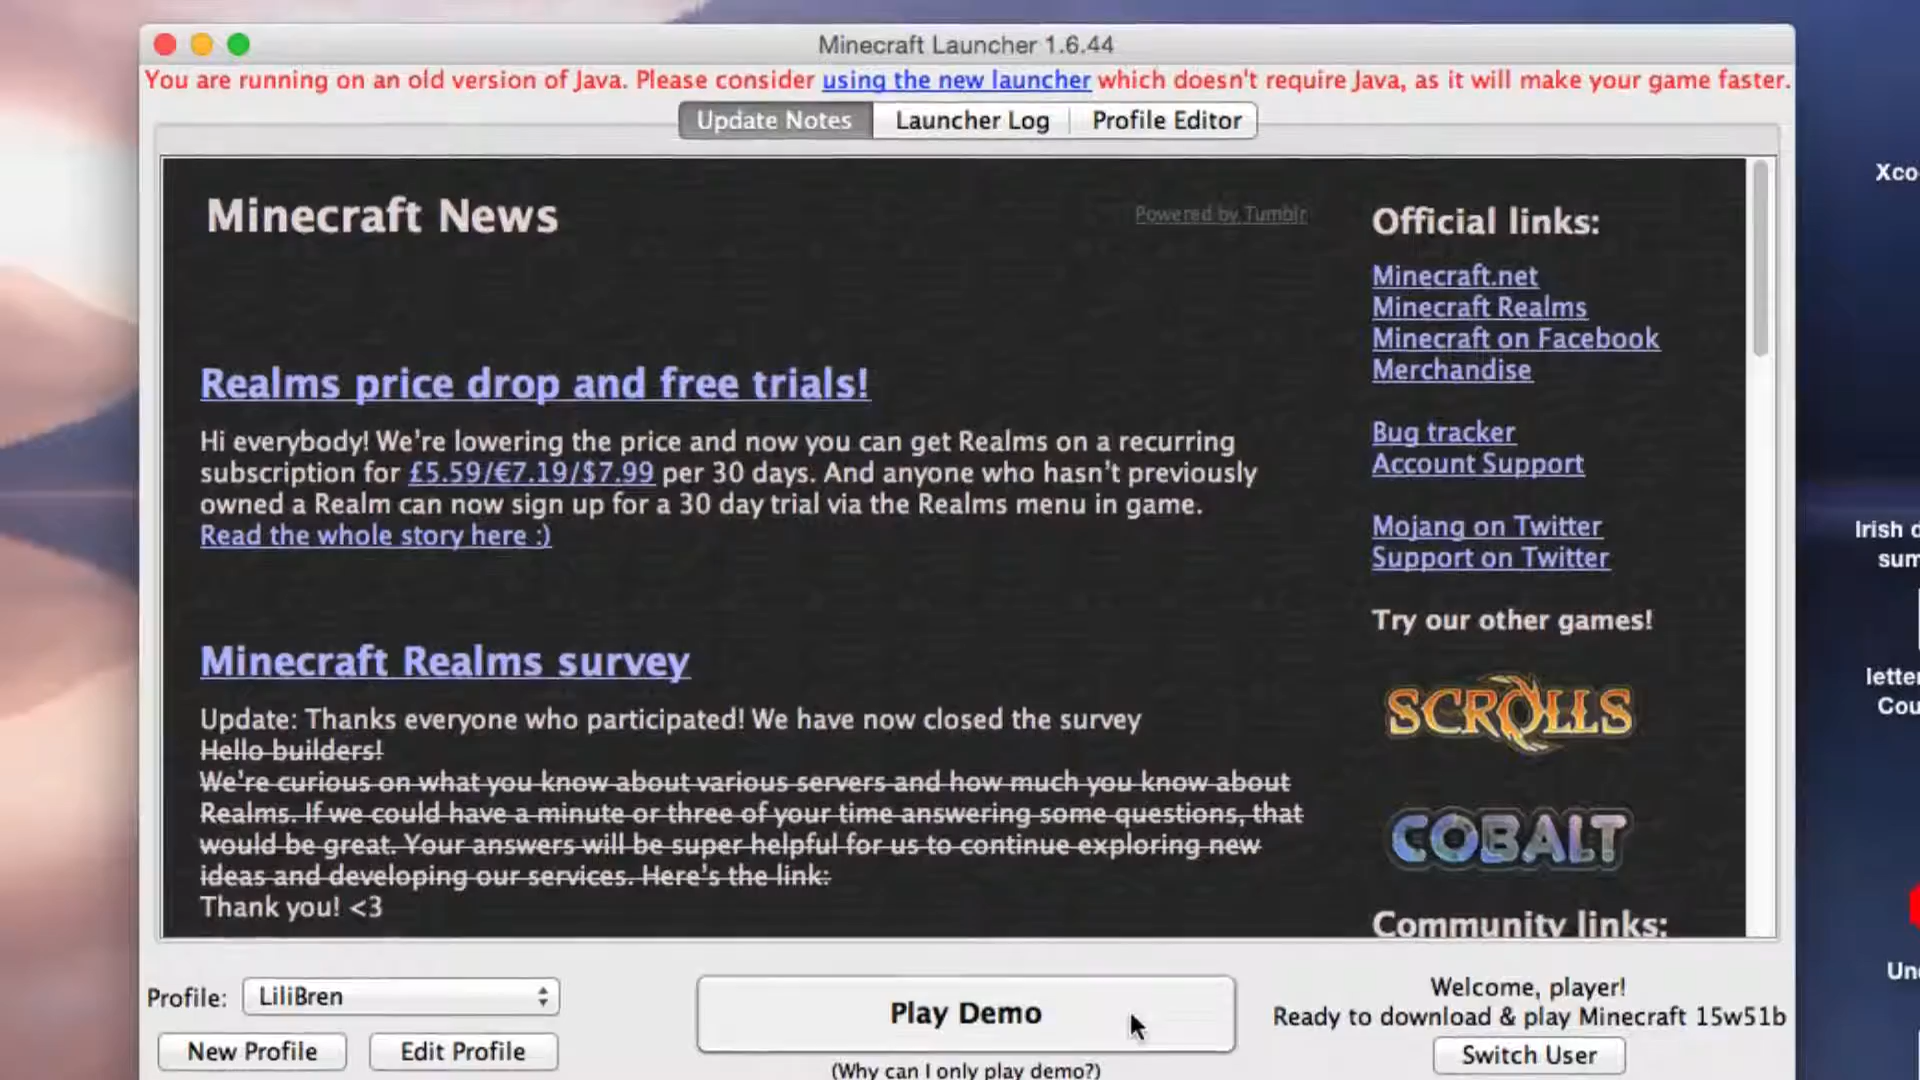 Minecraft Launcher 1.6.44
You are running on an old version of Java. Please consider using the new launcher which doesn't require Java, as it will make your game faster.
Update Notes
Launcher Log
Profile Editor
Minecraft News
Powered by Tumblr
Realms price drop and free trials!
Hi everybody! We're lowering the price and now you can get Realms on a recurring
subscription for £5.59/€7.19/$7.99 per 30 days. And anyone who hasn't previously
owned a Realm can now sign up for a 30 day trial via the Realms menu in game.
Read the whole story here :)
Minecraft Realms survey
Update: Thanks everyone who participated! We have now closed the survey
Hello builders!
We're curious on what you know about various servers and how much you know about
Realms. If we could have a minute or three of your time answering some questions, that
would be great. Your answers will be super helpful for us to continue exploring new
ideas and developing our services. Here's the link:
Thank you! <3
Official links:
Minecraft.net
Minecraft Realms
Minecraft on Facebook
Merchandise
Bug tracker
Account Support
Mojang on Twitter
Support on Twitter
Try our other games!
SCROLLS
COBALT
Community links:
Profile:
LiliBren
New Profile
Edit Profile
Play Demo
(Why can I only play demo?)
Welcome, player!
Ready to download & play Minecraft 15w51b
Switch User
Xco
Irish
sum
lette
Cou
Un